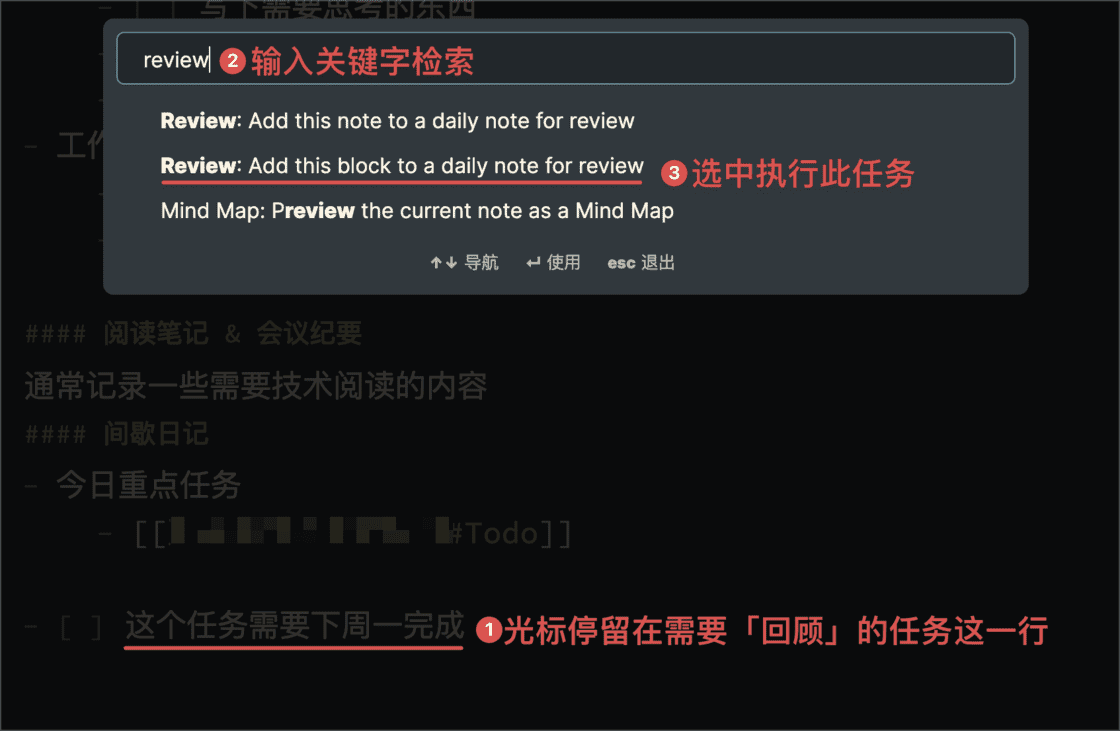 - [ ] 写下需要思考的东西
review ❷ 输入关键字检索
Review: Add this note to a daily note for review
- 工作
Review: Add this block to a daily note for review ❸ 选中执行此任务
Mind Map: Preview the current note as a Mind Map
↑↓ 导航 ↵ 使用 esc 退出
#### 阅读笔记 & 会议纪要
通常记录一些需要技术阅读的内容
#### 间歇日记
- 今日重点任务
- [[ #Todo]]
- [ ] 这个任务需要下周一完成 ❶ 光标停留在需要「回顾」的任务这一行